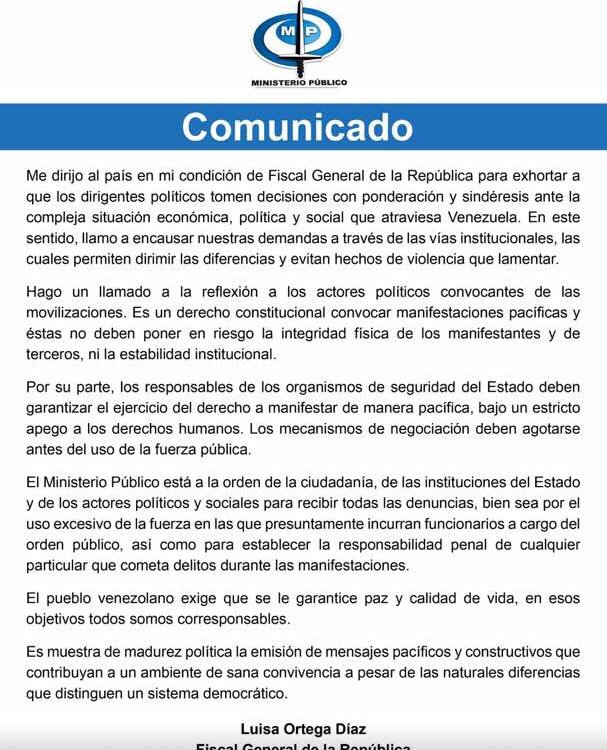 MP
MINISTERIO PÚBLICO
Comunicado
Me dirijo al país en mi condición de Fiscal General de la República para exhortar a
que los dirigentes políticos tomen decisiones con ponderación y sindéresis ante la
compleja situación económica, política y social que atraviesa Venezuela. En este
sentido, llamo a encausar nuestras demandas a través de las vías institucionales, las
cuales permiten dirimir las diferencias y evitan hechos de violencia que lamentar.
Hago un llamado a la reflexión a los actores políticos convocantes de las
movilizaciones. Es un derecho constitucional convocar manifestaciones pacíficas y
éstas no deben poner en riesgo la integridad física de los manifestantes y de
terceros, ni la estabilidad institucional.
Por su parte, los responsables de los organismos de seguridad del Estado deben
garantizar el ejercicio del derecho a manifestar de manera pacífica, bajo un estricto
apego a los derechos humanos. Los mecanismos de negociación deben agotarse
antes del uso de la fuerza pública.
El Ministerio Público está a la orden de la ciudadanía, de las instituciones del Estado
y de los actores políticos y sociales para recibir todas las denuncias, bien sea por el
uso excesivo de la fuerza en las que presuntamente incurran funcionarios a cargo del
orden público, así como para establecer la responsabilidad penal de cualquier
particular que cometa delitos durante las manifestaciones.
El pueblo venezolano exige que se le garantice paz y calidad de vida, en esos
objetivos todos somos corresponsables.
Es muestra de madurez política la emisión de mensajes pacíficos y constructivos que
contribuyan a un ambiente de sana convivencia a pesar de las naturales diferencias
que distinguen un sistema democrático.
Luisa Ortega Díaz
Fiscal General de la República